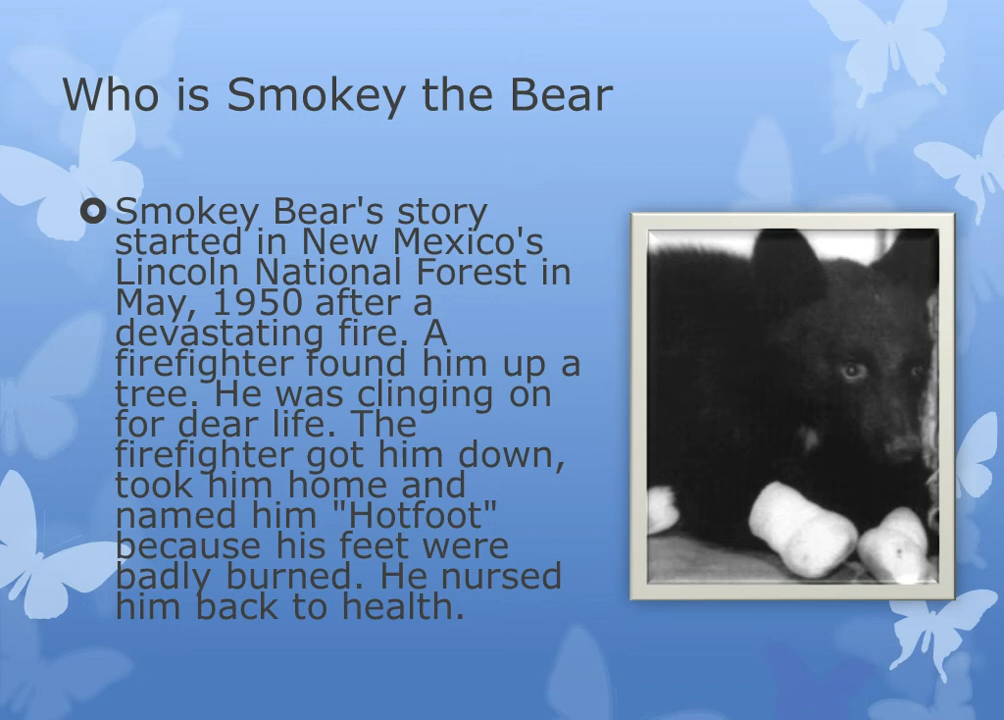 Who is Smokey the Bear
Smokey Bear's story
started in New Mexico's
Lincoln National Forest in
May, 1950 after a
devastating fire. A
firefighter found him up a
tree. He was clinging on
for dear life. The
firefighter got him down,
took him home and
named him "Hotfoot"
because his feet were
badly burned. He nursed
him back to health.